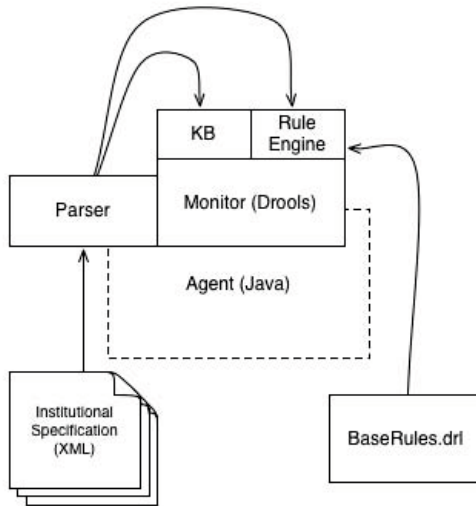 KB
Rule
Engine
Parser
Monitor (Drools)
Agent (Java)
Institutional
Specification
(XML)
BaseRules.drl